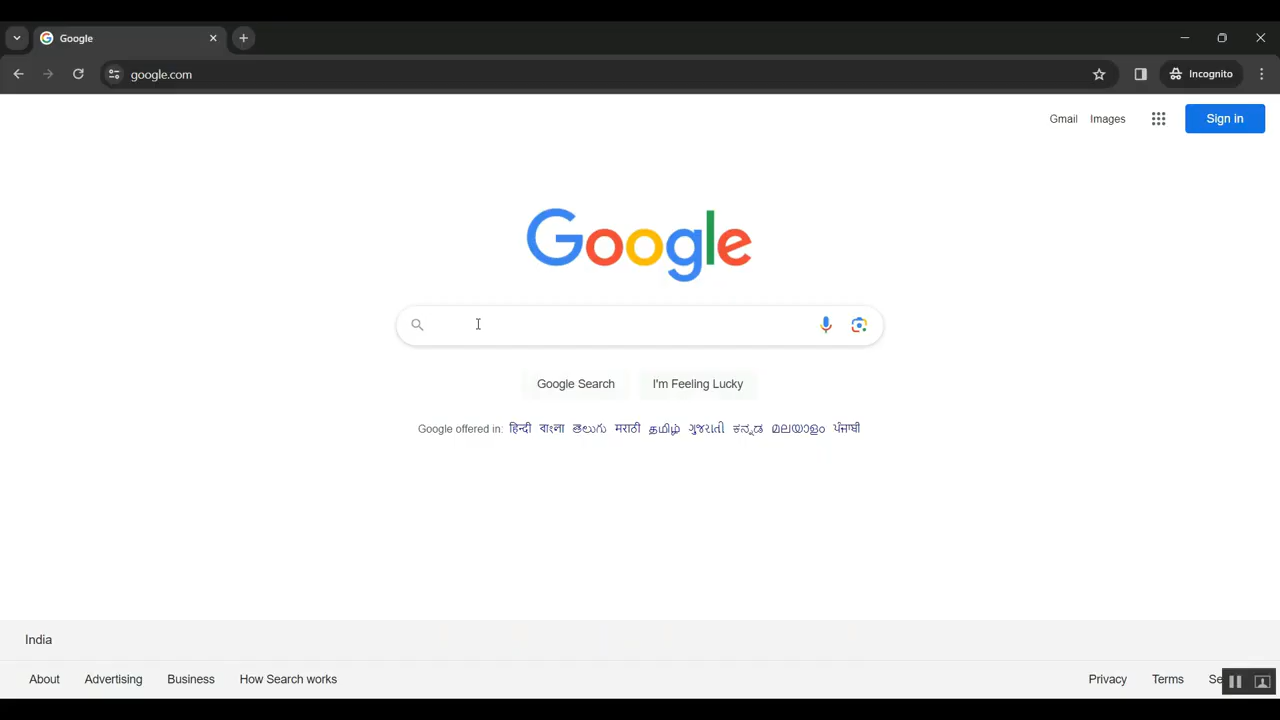 Google
google.com
Incognito
Gmail Images Sign in
Google
Google Search I'm Feeling Lucky
Google offered in: हिन्दी বাংলা తెలుగు मराठी தமிழ் ગુજરાતી ಕನ್ನಡ മലയാളം ਪੰਜਾਬੀ
India
About Advertising Business How Search works Privacy Terms Se